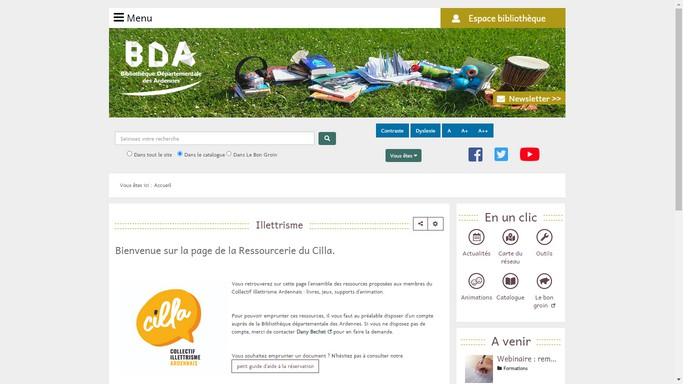 Menu
Espace bibliothèque
BDA
Bibliothèque Départementale
des Ardennes
Newsletter >>
Saisissez votre recherche
Contraste
Dyslexie
A
A+
A++
Dans tout le site
Dans le catalogue
Dans Le Bon Groin
Vous êtes
Vous êtes ici : Accueil
Illettrisme
Bienvenue sur la page de la Ressourcerie du Cilla.
cilla
COLLECTIF
ILLETTRISME
ARDENNAIS
Vous retrouverez sur cette page l'ensemble des ressources proposées aux membres du
Collectif Illettrisme Ardennais : livres, jeux, supports d'animation.
Pour pouvoir emprunter ces ressources, il vous faut au préalable disposer d'un compte
auprès de la Bibliothèque départementale des Ardennes. Si vous ne disposez pas de
compte, merci de contacter Dany Bechet pour en faire la demande.
Vous souhaitez emprunter un document ? N'hésitez pas à consulter notre
petit guide d'aide à la réservation
En un clic
Actualités
Carte du
réseau
Outils
Animations
Catalogue
Le bon
groin
A venir
Webinaire : rem...
Formations